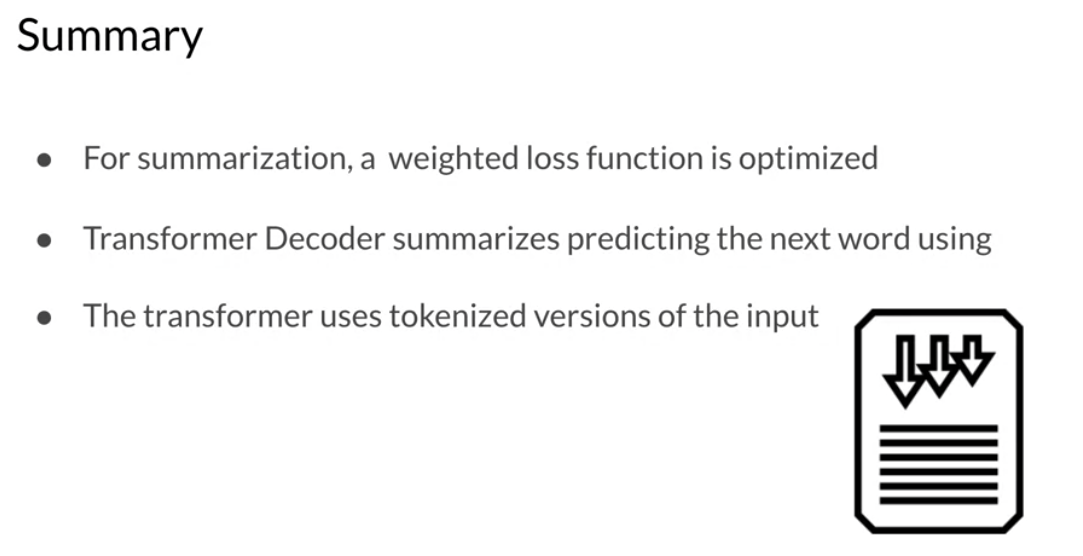 Summary
● For summarization, a weighted loss function is optimized
● Transformer Decoder summarizes predicting the next word using
● The transformer uses tokenized versions of the input